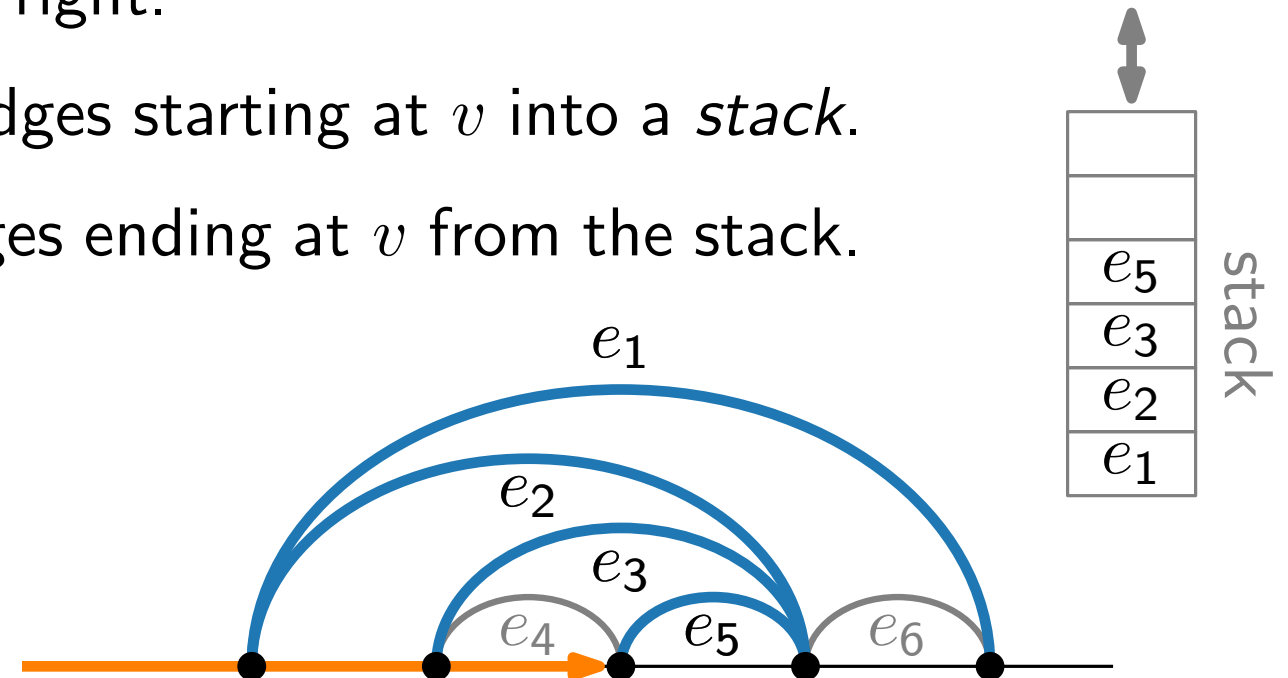 right.
edges starting at v into a stack.
ges ending at v from the stack.
e5
e3
e2
e1
stack
e1
e2
e3
e4
e5
e6